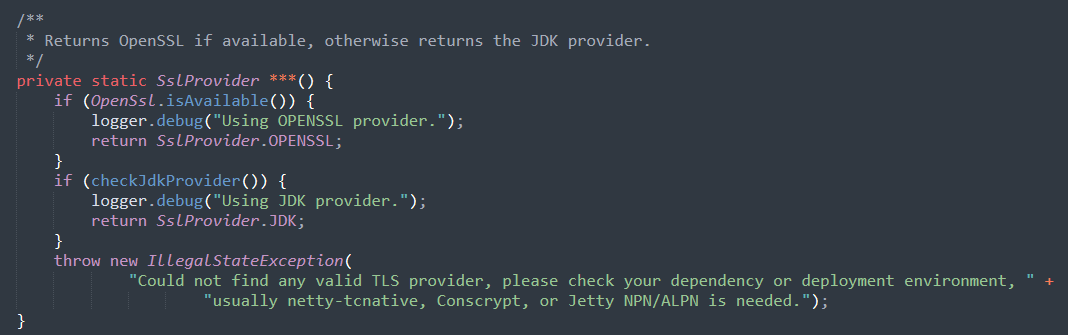 /**
 * Returns OpenSSL if available, otherwise returns the JDK provider.
 */
private static SslProvider ***() {
    if (OpenSsl.isAvailable()) {
        logger.debug("Using OPENSSL provider.");
        return SslProvider.OPENSSL;
    }
    if (checkJdkProvider()) {
        logger.debug("Using JDK provider.");
        return SslProvider.JDK;
    }
    throw new IllegalStateException(
            "Could not find any valid TLS provider, please check your dependency or deployment environment, " +
                    "usually netty-tcnative, Conscrypt, or Jetty NPN/ALPN is needed.");
}